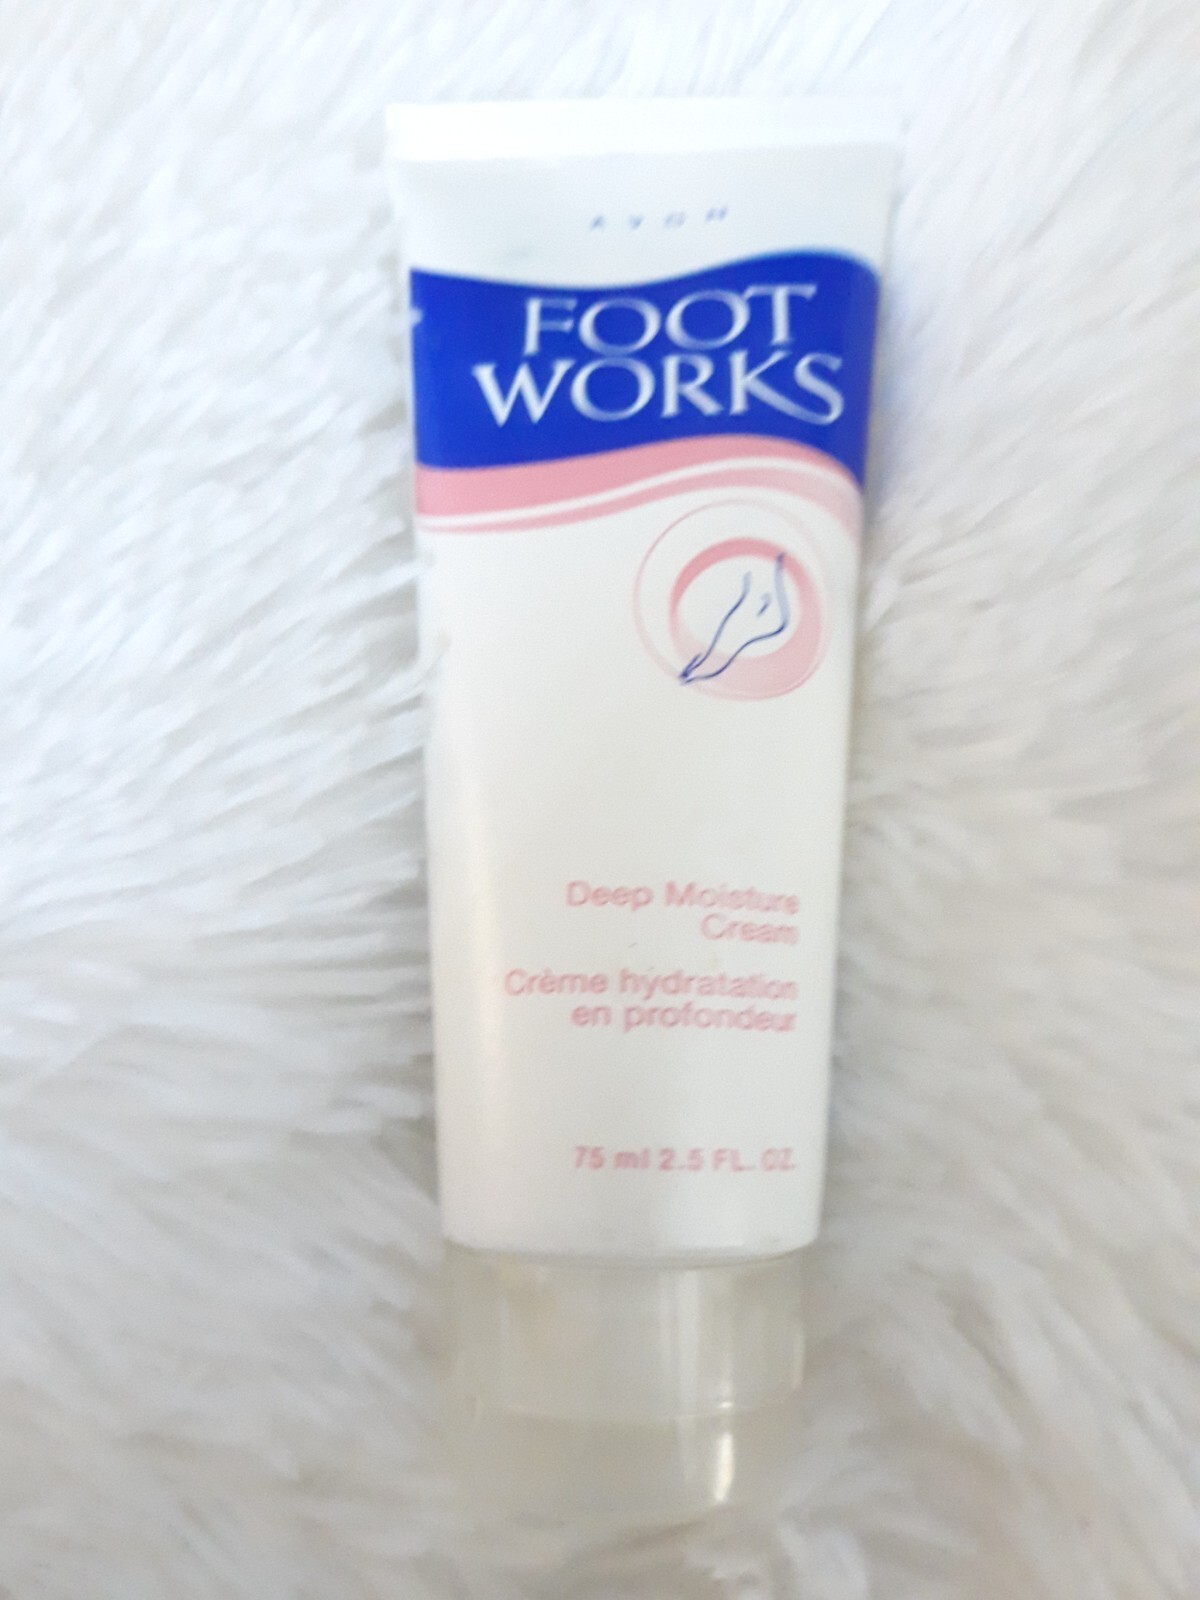 AVON
FOOT
WORKS
Deep Moisture
Cream
Crème hydratation
en profondeur
75 ml 2.5 FL. OZ.